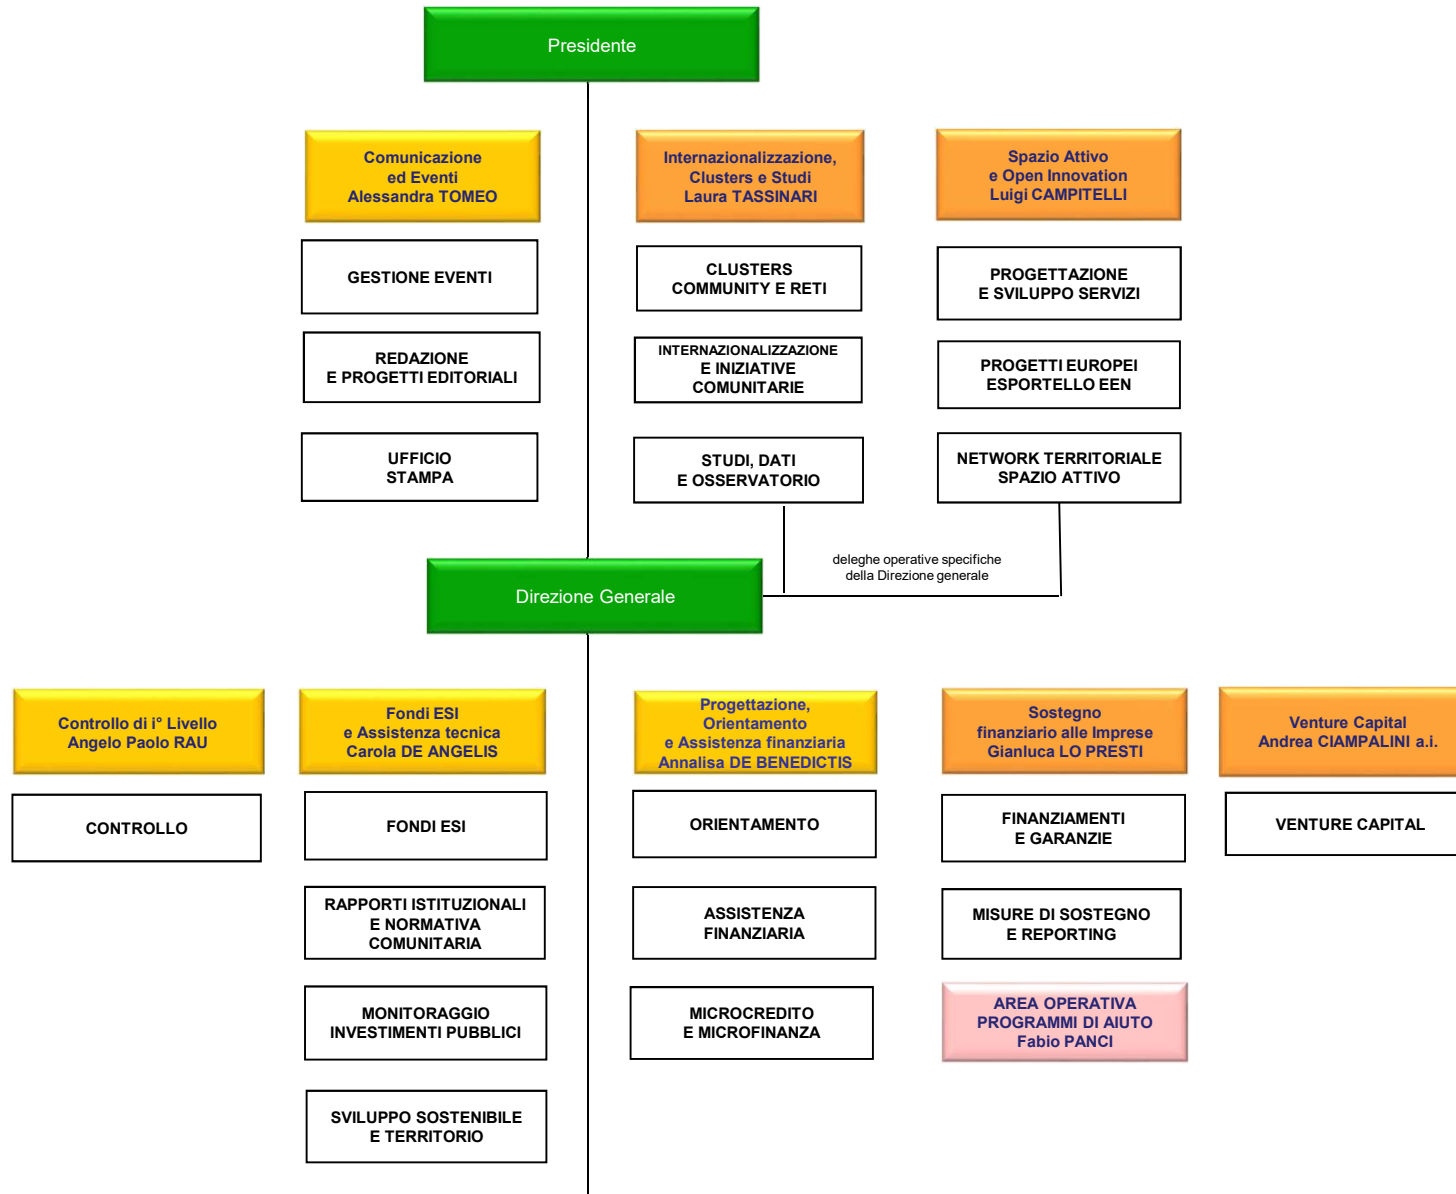 Presidente
Comunicazione
ed Eventi
Alessandra TOMEO
Internazionalizzazione,
Clusters e Studi
Laura TASSINARI
Spazio Attivo
e Open Innovation
Luigi CAMPITELLI
GESTIONE EVENTI
CLUSTERS
COMMUNITY E RETI
PROGETTAZIONE
E SVILUPPO SERVIZI
REDAZIONE
E PROGETTI EDITORIALI
INTERNAZIONALIZZAZIONE
E INIZIATIVE
COMUNITARIE
PROGETTI EUROPEI
ESPORTELLO EEN
UFFICIO
STAMPA
STUDI, DATI
E OSSERVATORIO
NETWORK TERRITORIALE
SPAZIO ATTIVO
deleghe operative specifiche
della Direzione generale
Direzione Generale
Controllo di i° Livello
Angelo Paolo RAU
Fondi ESI
e Assistenza tecnica
Carola DE ANGELIS
Progettazione,
Orientamento
e Assistenza finanziaria
Annalisa DE BENEDICTIS
Sostegno
finanziario alle Imprese
Gianluca LO PRESTI
Venture Capital
Andrea CIAMPALINI a.i.
CONTROLLO
FONDI ESI
ORIENTAMENTO
FINANZIAMENTI
E GARANZIE
VENTURE CAPITAL
RAPPORTI ISTITUZIONALI
E NORMATIVA
COMUNITARIA
ASSISTENZA
FINANZIARIA
MISURE DI SOSTEGNO
E REPORTING
MONITORAGGIO
INVESTIMENTI PUBBLICI
MICROCREDITO
E MICROFINANZA
AREA OPERATIVA
PROGRAMMI DI AIUTO
Fabio PANCI
SVILUPPO SOSTENIBILE
E TERRITORIO